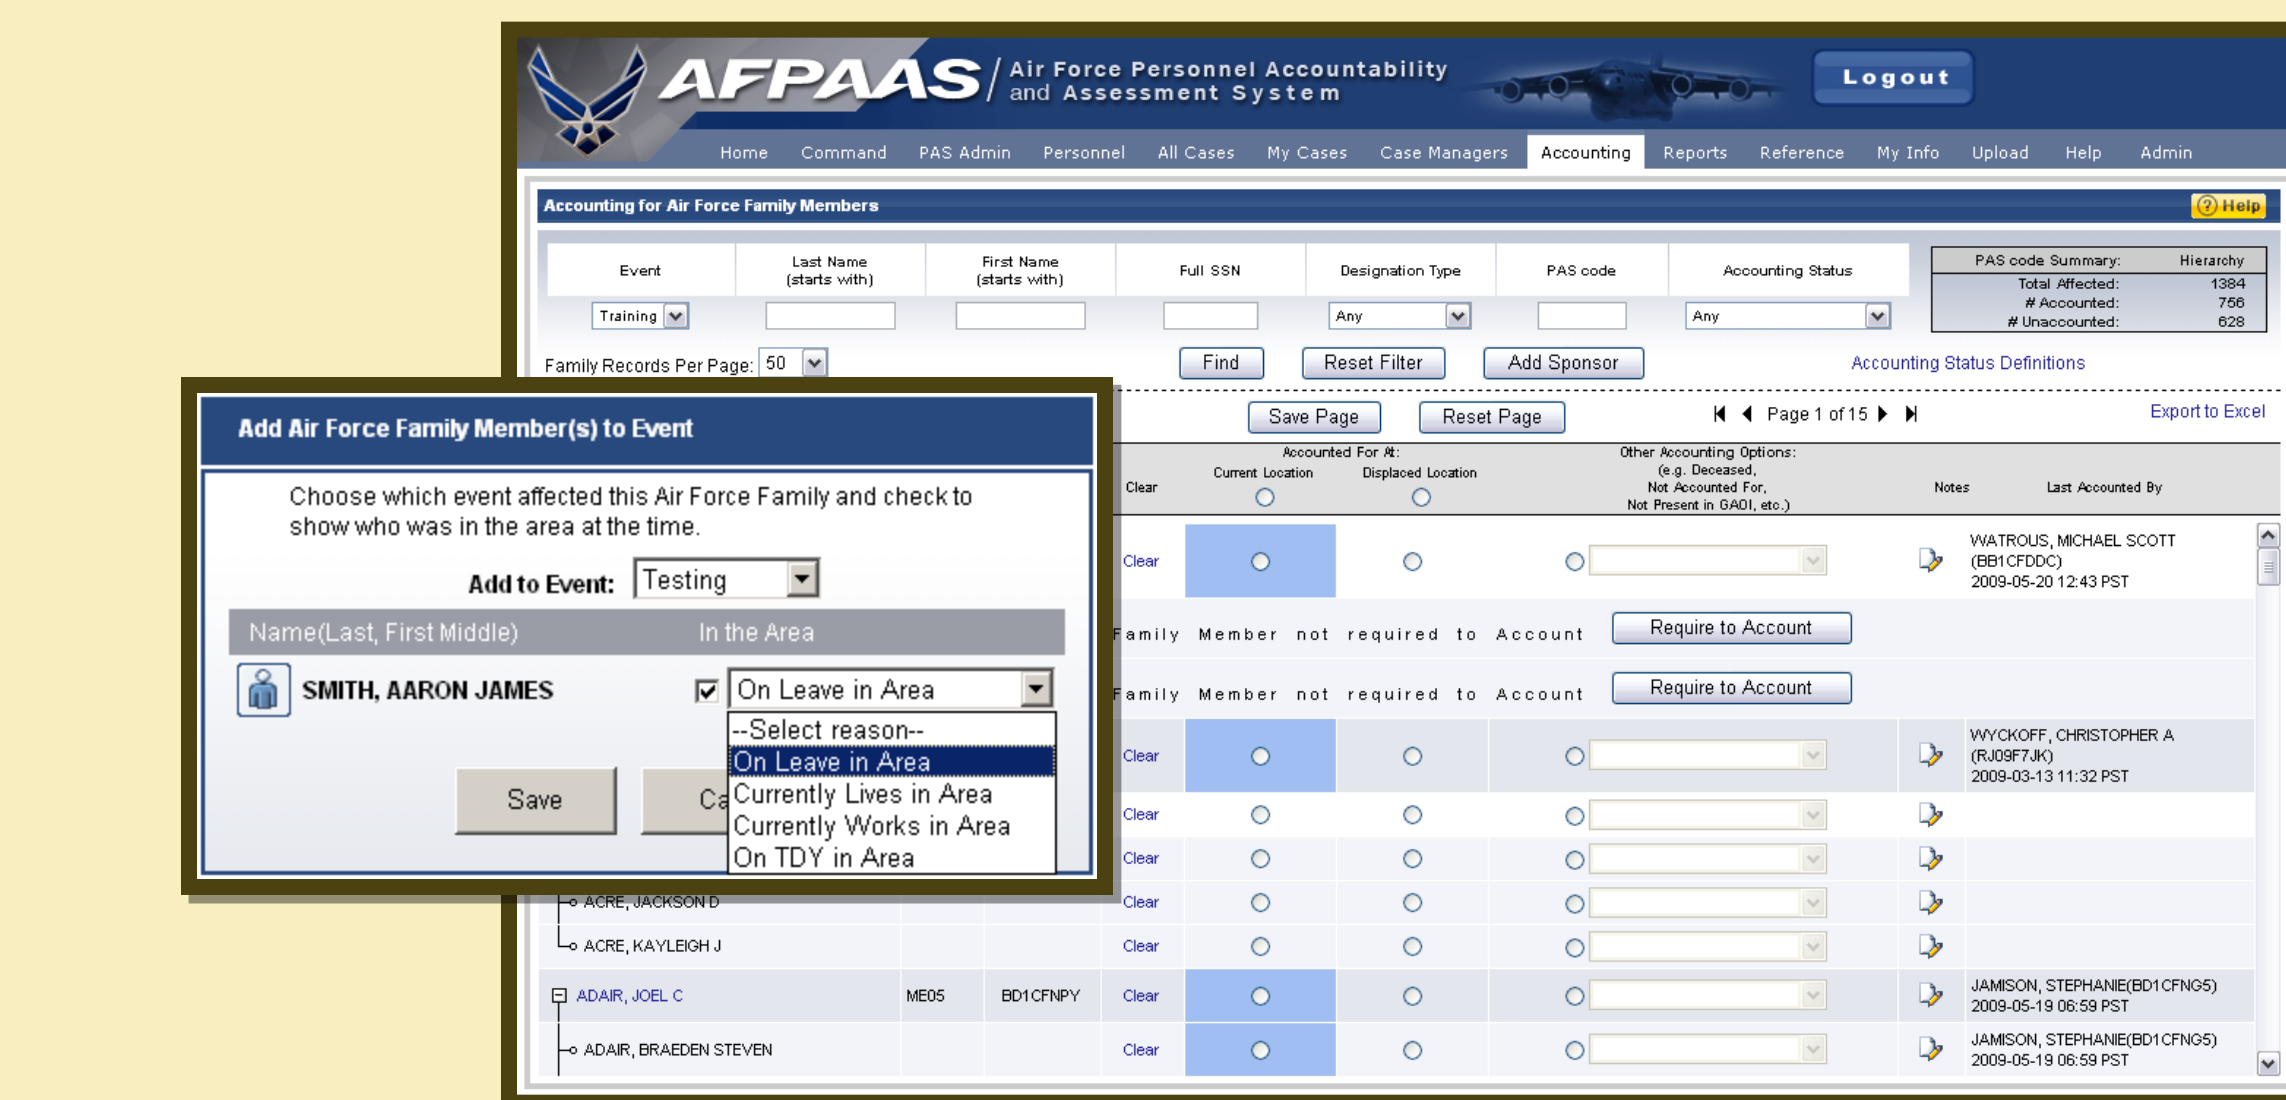 AFPAAS / Air Force Personnel Accountability
and Assessment System
Logout
Home Command PAS Admin Personnel All Cases My Cases Case Managers Accounting Reports Reference My Info Upload Help Admin
Accounting for Air Force Family Members
? Help
Event Last Name (starts with) First Name (starts with) Full SSN Designation Type PAS code Accounting Status
Training Any Any
PAS code Summary: Hierarchy
Total Affected: 1384
# Accounted: 756
# Unaccounted: 628
Family Records Per Page: 50 Find Reset Filter Add Sponsor Accounting Status Definitions
Save Page Reset Page Page 1 of 15 Export to Excel
Clear
Accounted For At:
Current Location Displaced Location
Other Accounting Options:
(e.g. Deceased,
Not Accounted For,
Not Present in GAOI, etc.)
Notes Last Accounted By
Clear WATROUS, MICHAEL SCOTT
(BB1CFDDC)
2009-05-20 12:43 PST
Family Member not required to Account Require to Account
Family Member not required to Account Require to Account
Clear WYCKOFF, CHRISTOPHER A
(RJ09F7JK)
2009-03-13 11:32 PST
Clear
Clear
ACRE, JACKSON D Clear
ACRE, KAYLEIGH J Clear
ADAIR, JOEL C ME05 BD1CFNPY Clear JAMISON, STEPHANIE(BD1CFNG5)
2009-05-19 06:59 PST
ADAIR, BRAEDEN STEVEN Clear JAMISON, STEPHANIE(BD1CFNG5)
2009-05-19 06:59 PST
Add Air Force Family Member(s) to Event
Choose which event affected this Air Force Family and check to
show who was in the area at the time.
Add to Event: Testing
Name(Last, First Middle) In the Area
SMITH, AARON JAMES On Leave in Area
--Select reason--
On Leave in Area
Currently Lives in Area
Currently Works in Area
On TDY in Area
Save Ca